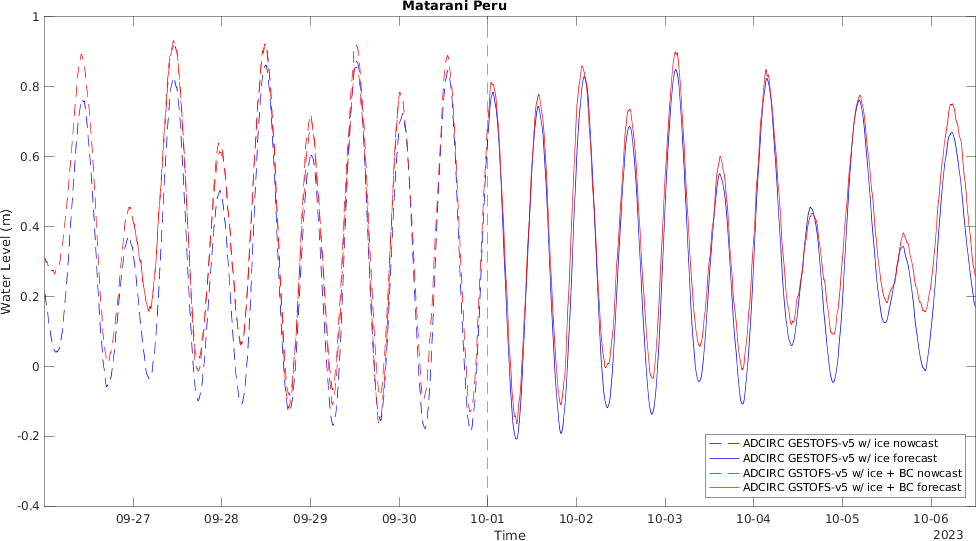 Matarani Peru
1
0.8
0.6
0.4
0.2
0
-0.2
-0.4
Water Level (m)
09-27 09-28 09-29 09-30 10-01 10-02 10-03 10-04 10-05 10-06
Time
2023
ADCIRC GESTOFS-v5 w/ ice nowcast
ADCIRC GESTOFS-v5 w/ ice forecast
ADCIRC GSTOFS-v5 w/ ice + BC nowcast
ADCIRC GSTOFS-v5 w/ ice + BC forecast